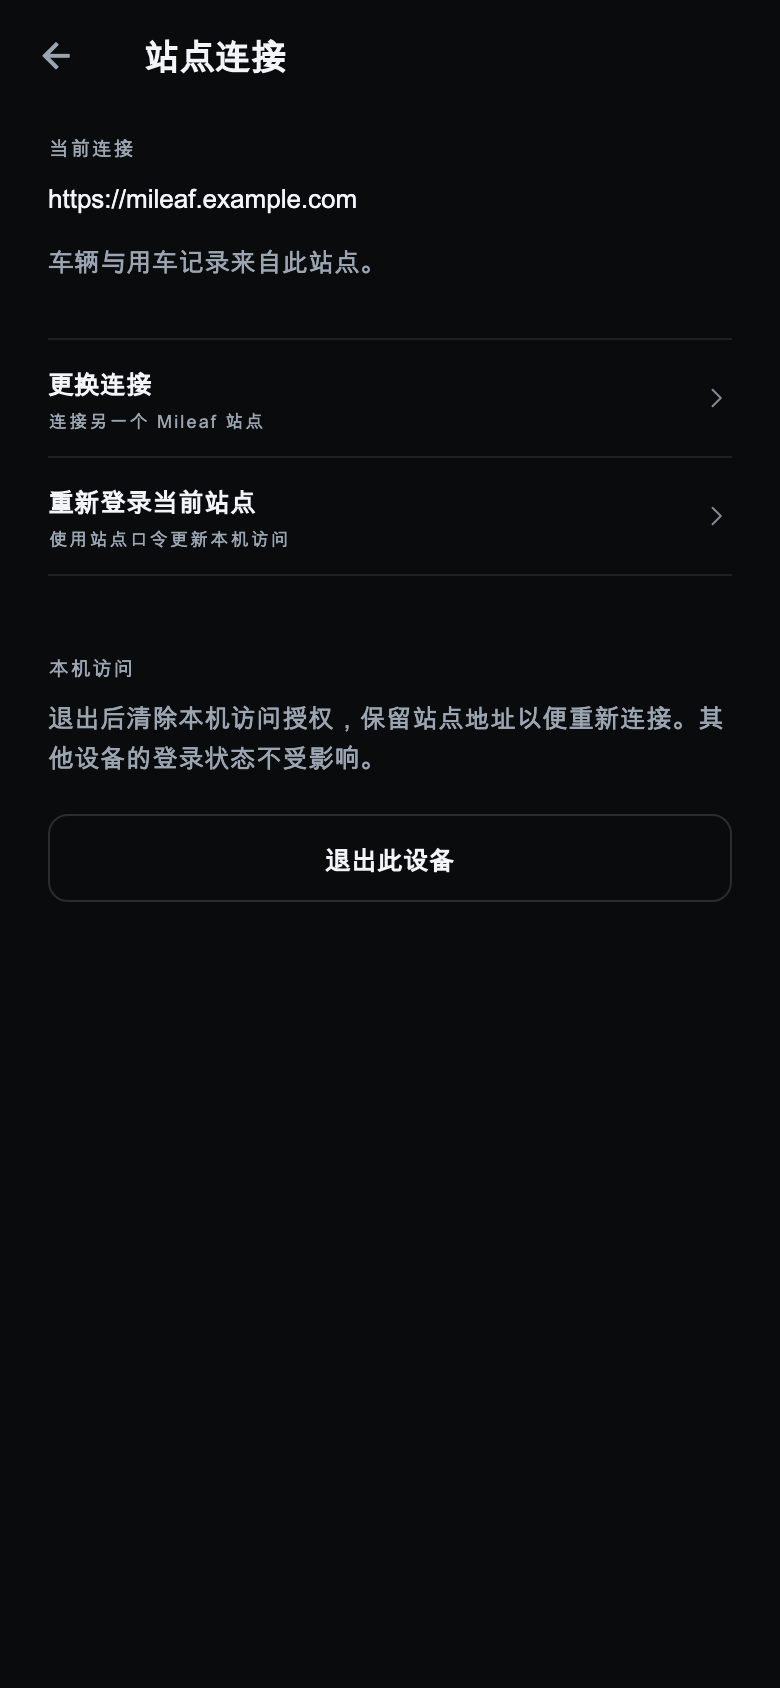 站点连接
当前连接
https://mileaf.example.com
车辆与用车记录来自此站点。
更换连接
连接另一个 Mileaf 站点
重新登录当前站点
使用站点口令更新本机访问
本机访问
退出后清除本机访问授权，保留站点地址以便重新连接。其
他设备的登录状态不受影响。
退出此设备